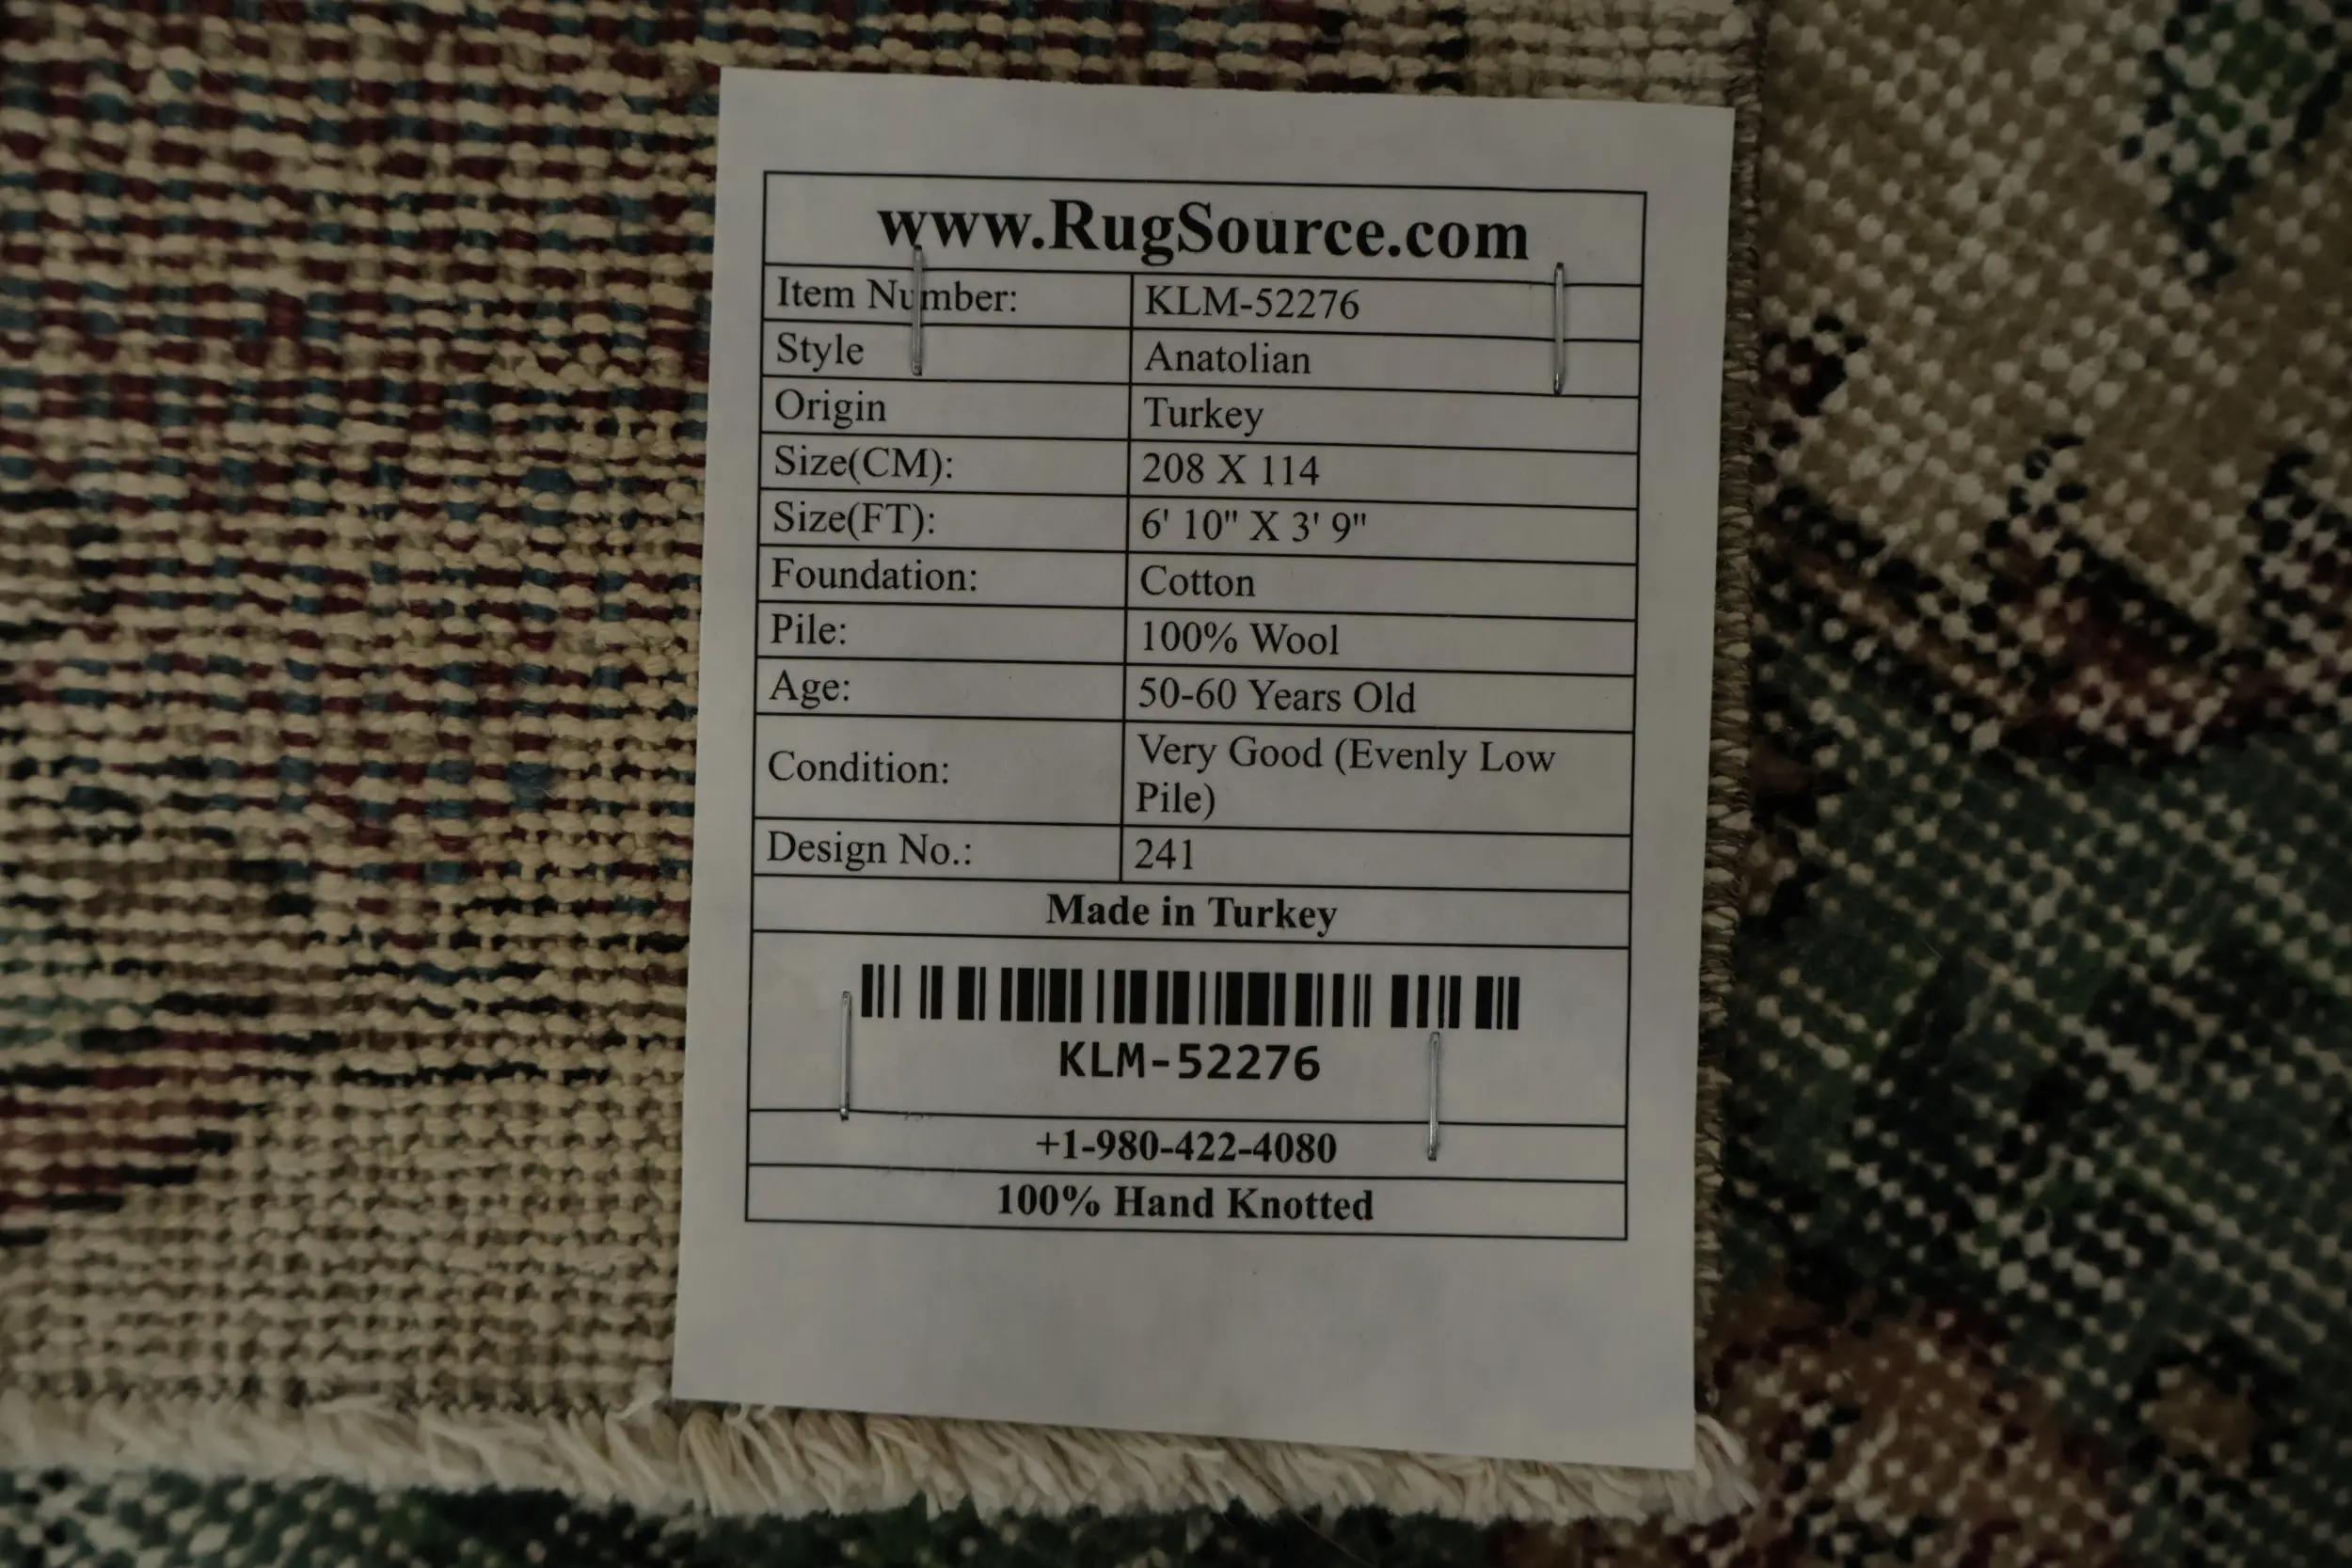 www.RugSource.com
Item Number: KLM-52276
Style Anatolian
Origin Turkey
Size(CM): 208 X 114
Size(FT): 6' 10" X 3' 9"
Foundation: Cotton
Pile: 100% Wool
Age: 50-60 Years Old
Condition: Very Good (Evenly Low
Pile)
Design No.: 241
Made in Turkey
KLM-52276
+1-980-422-4080
100% Hand Knotted